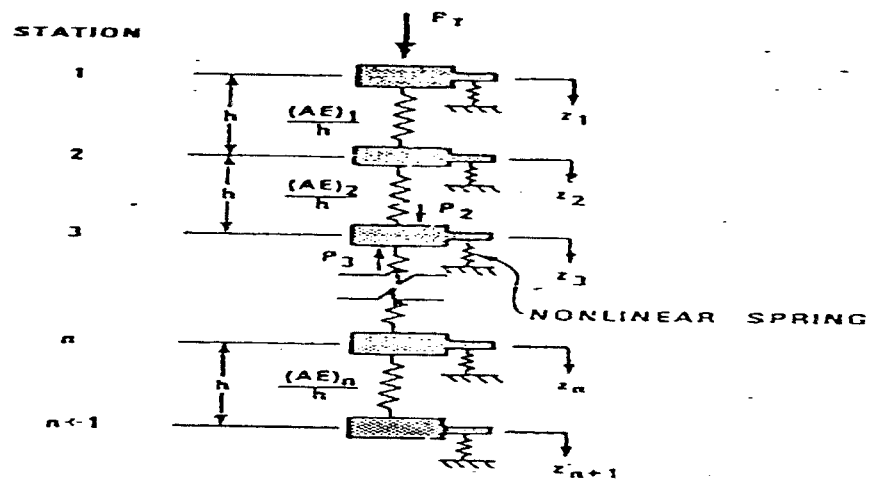 P_T
STATION
1
z_1
h
(AE)_1
h
2
z_2
h
(AE)_2
h
P_2
3
z_3
P_3
NONLINEAR SPRING
n
z_n
h
(AE)_n
h
n+1
z_n+1